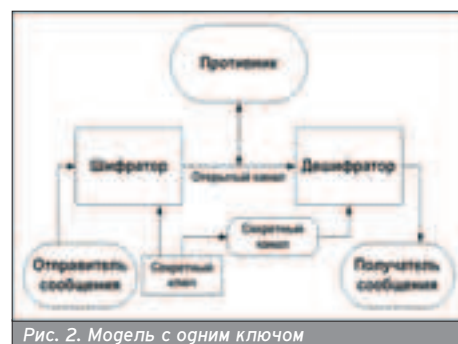 Противник
Шифратор
Открытый канал
Дешифратор
Секретный
канал
Отправитель
сообщения
Секретный
ключ
Получатель
сообщения
Рис. 2. Модель с одним ключом